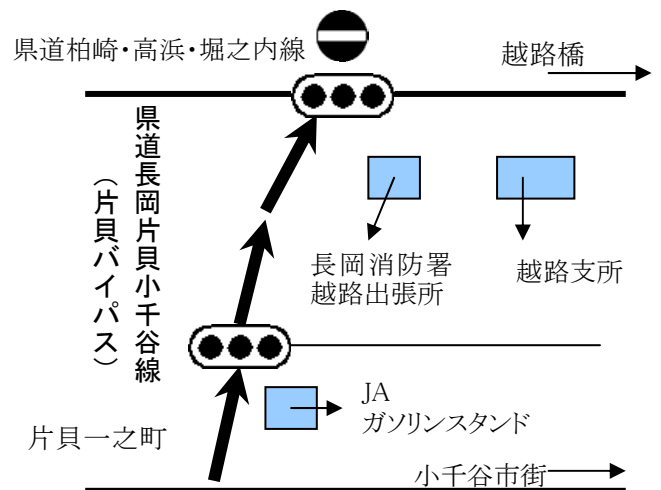 県道柏崎・高浜・堀之内線
越路橋
県道長岡片貝小千谷線
（片貝バイパス）
長岡消防署
越路出張所
越路支所
JA
ガソリンスタンド
片貝一之町
小千谷市街